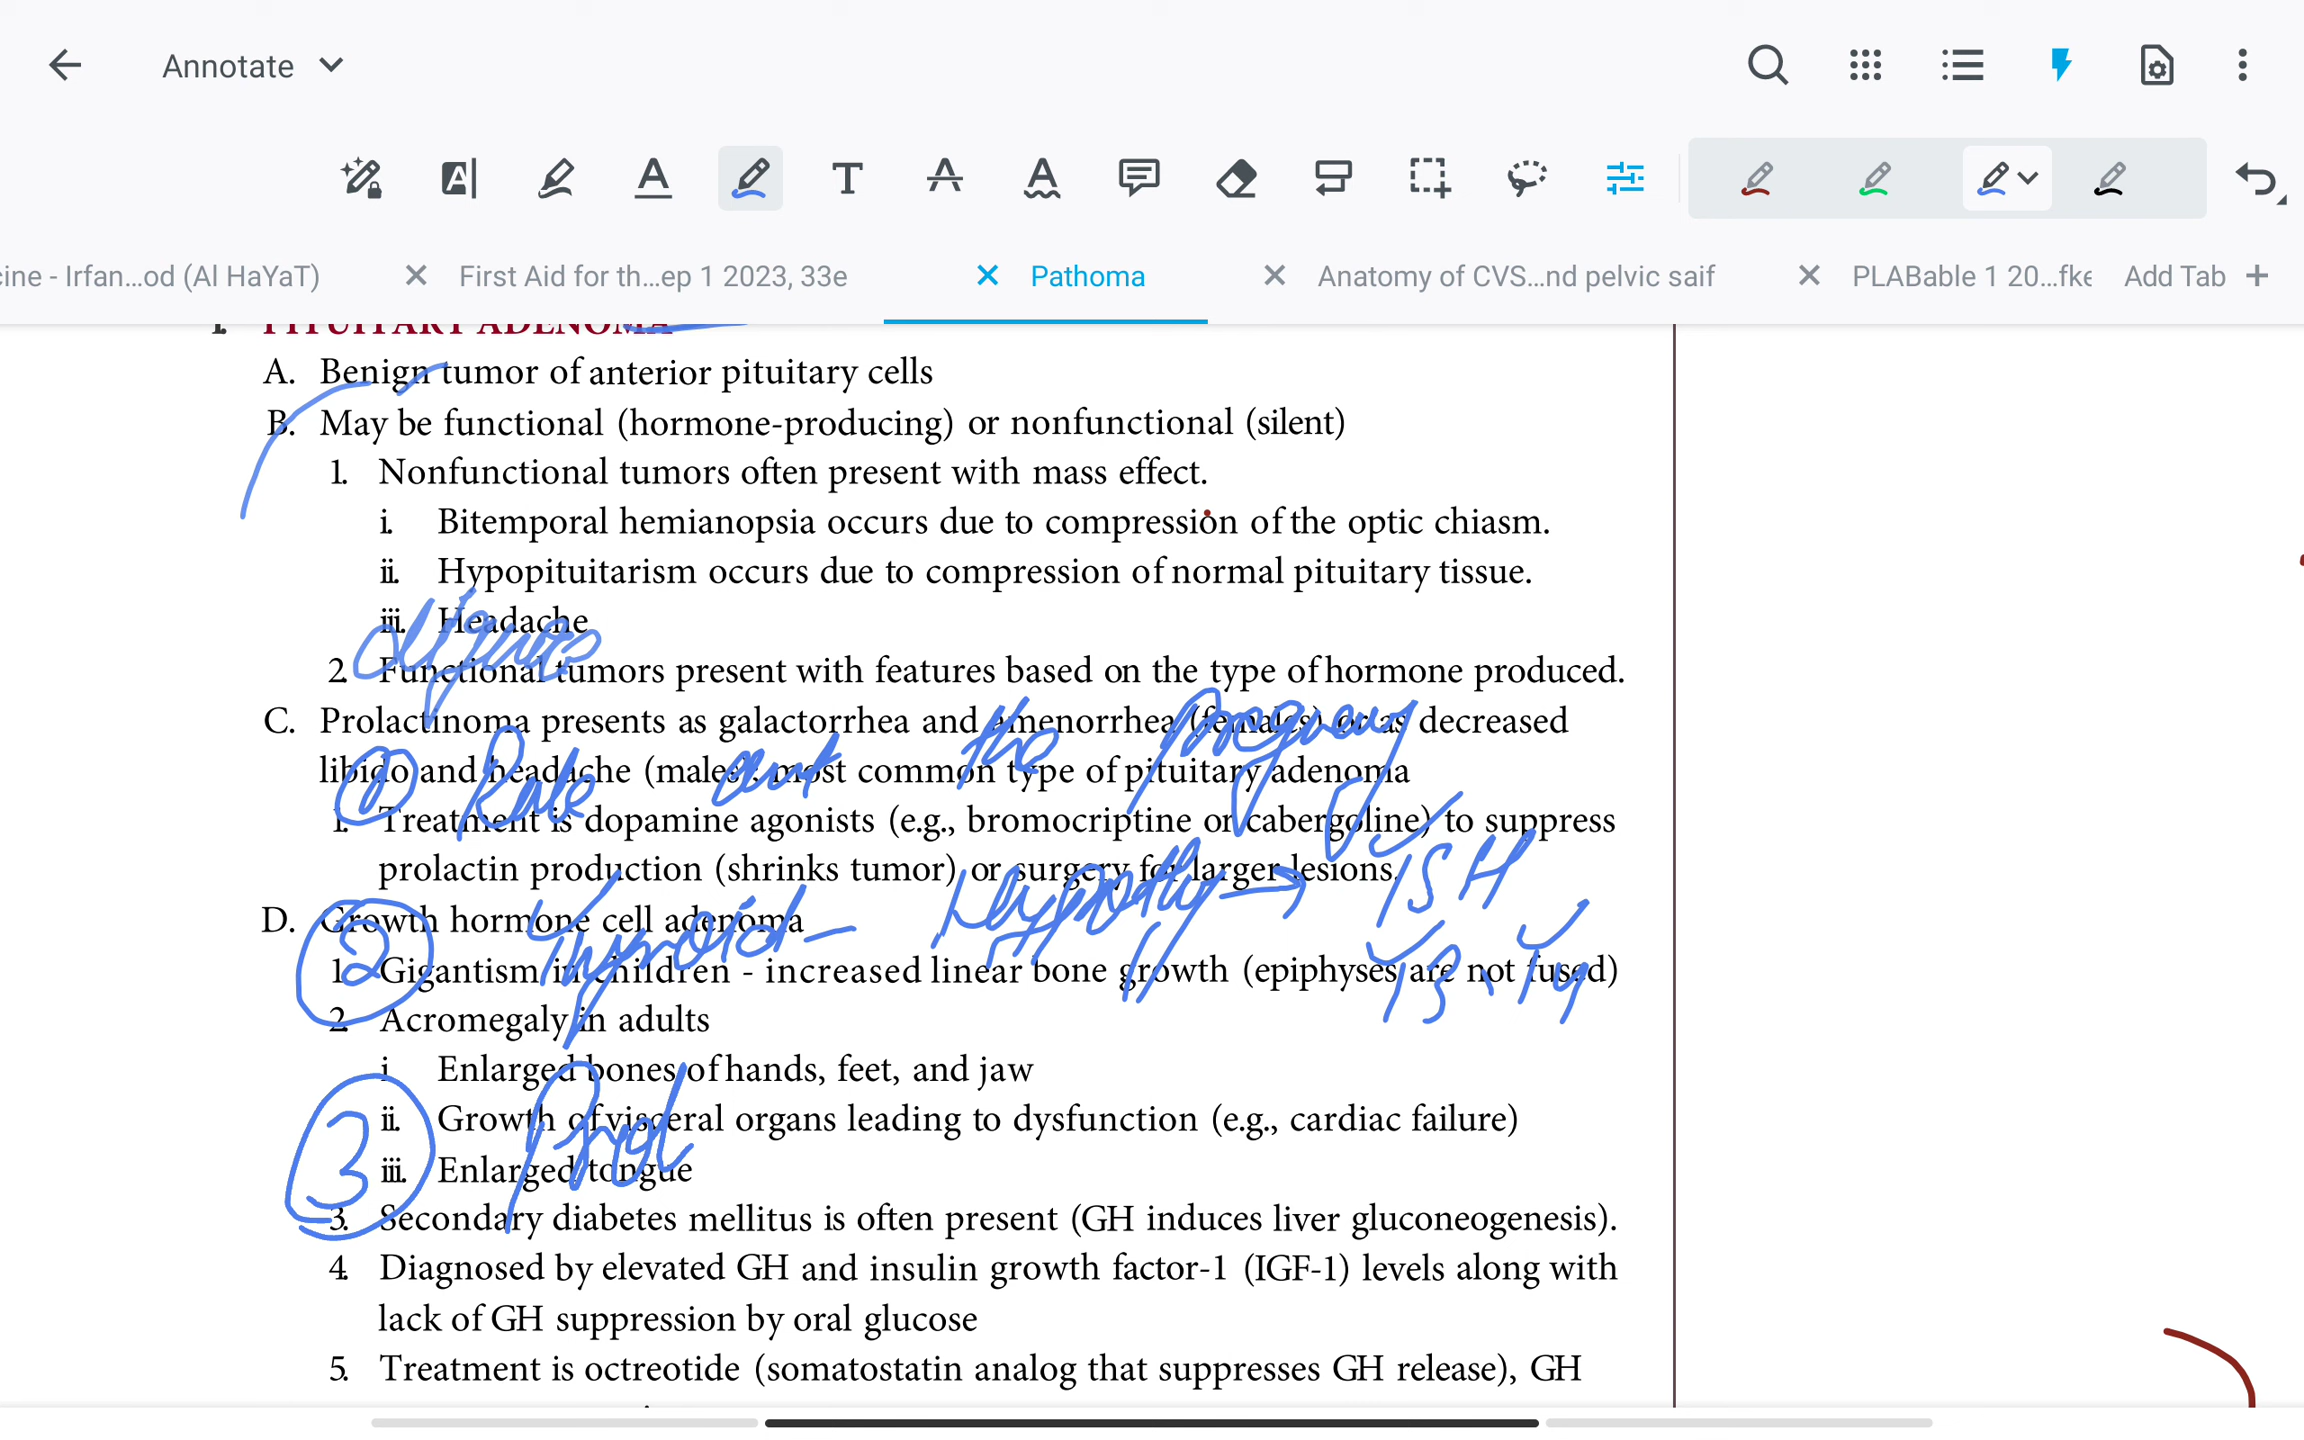 Annotate
cine - Irfan...od (Al HaYaT)
First Aid for th...ep 1 2023, 33e
Pathoma
Anatomy of CVS...nd pelvic saif
PLABable 1 20...fke
Add Tab +
I. PITUITARY ADENOMA
A. Benign tumor of anterior pituitary cells
B. May be functional (hormone-producing) or nonfunctional (silent)
1. Nonfunctional tumors often present with mass effect.
i. Bitemporal hemianopsia occurs due to compression of the optic chiasm.
ii. Hypopituitarism occurs due to compression of normal pituitary tissue.
iii. Headache
2. Functional tumors present with features based on the type of hormone produced.
C. Prolactinoma presents as galactorrhea and amenorrhea (females) or as decreased
libido and headache (males); most common type of pituitary adenoma
① Rule out the pregnancy
1. Treatment is dopamine agonists (e.g., bromocriptine or cabergoline) to suppress
prolactin production (shrinks tumor) or surgery for larger lesions.
D. Growth hormone cell adenoma
② Thyroid - → TSH
T3, T4
1. Gigantism in children - increased linear bone growth (epiphyses are not fused)
2. Acromegaly in adults
i. Enlarged bones of hands, feet, and jaw
ii. Growth of visceral organs leading to dysfunction (e.g., cardiac failure)
③
iii. Enlarged tongue
3. Secondary diabetes mellitus is often present (GH induces liver gluconeogenesis).
4. Diagnosed by elevated GH and insulin growth factor-1 (IGF-1) levels along with
lack of GH suppression by oral glucose
5. Treatment is octreotide (somatostatin analog that suppresses GH release), GH